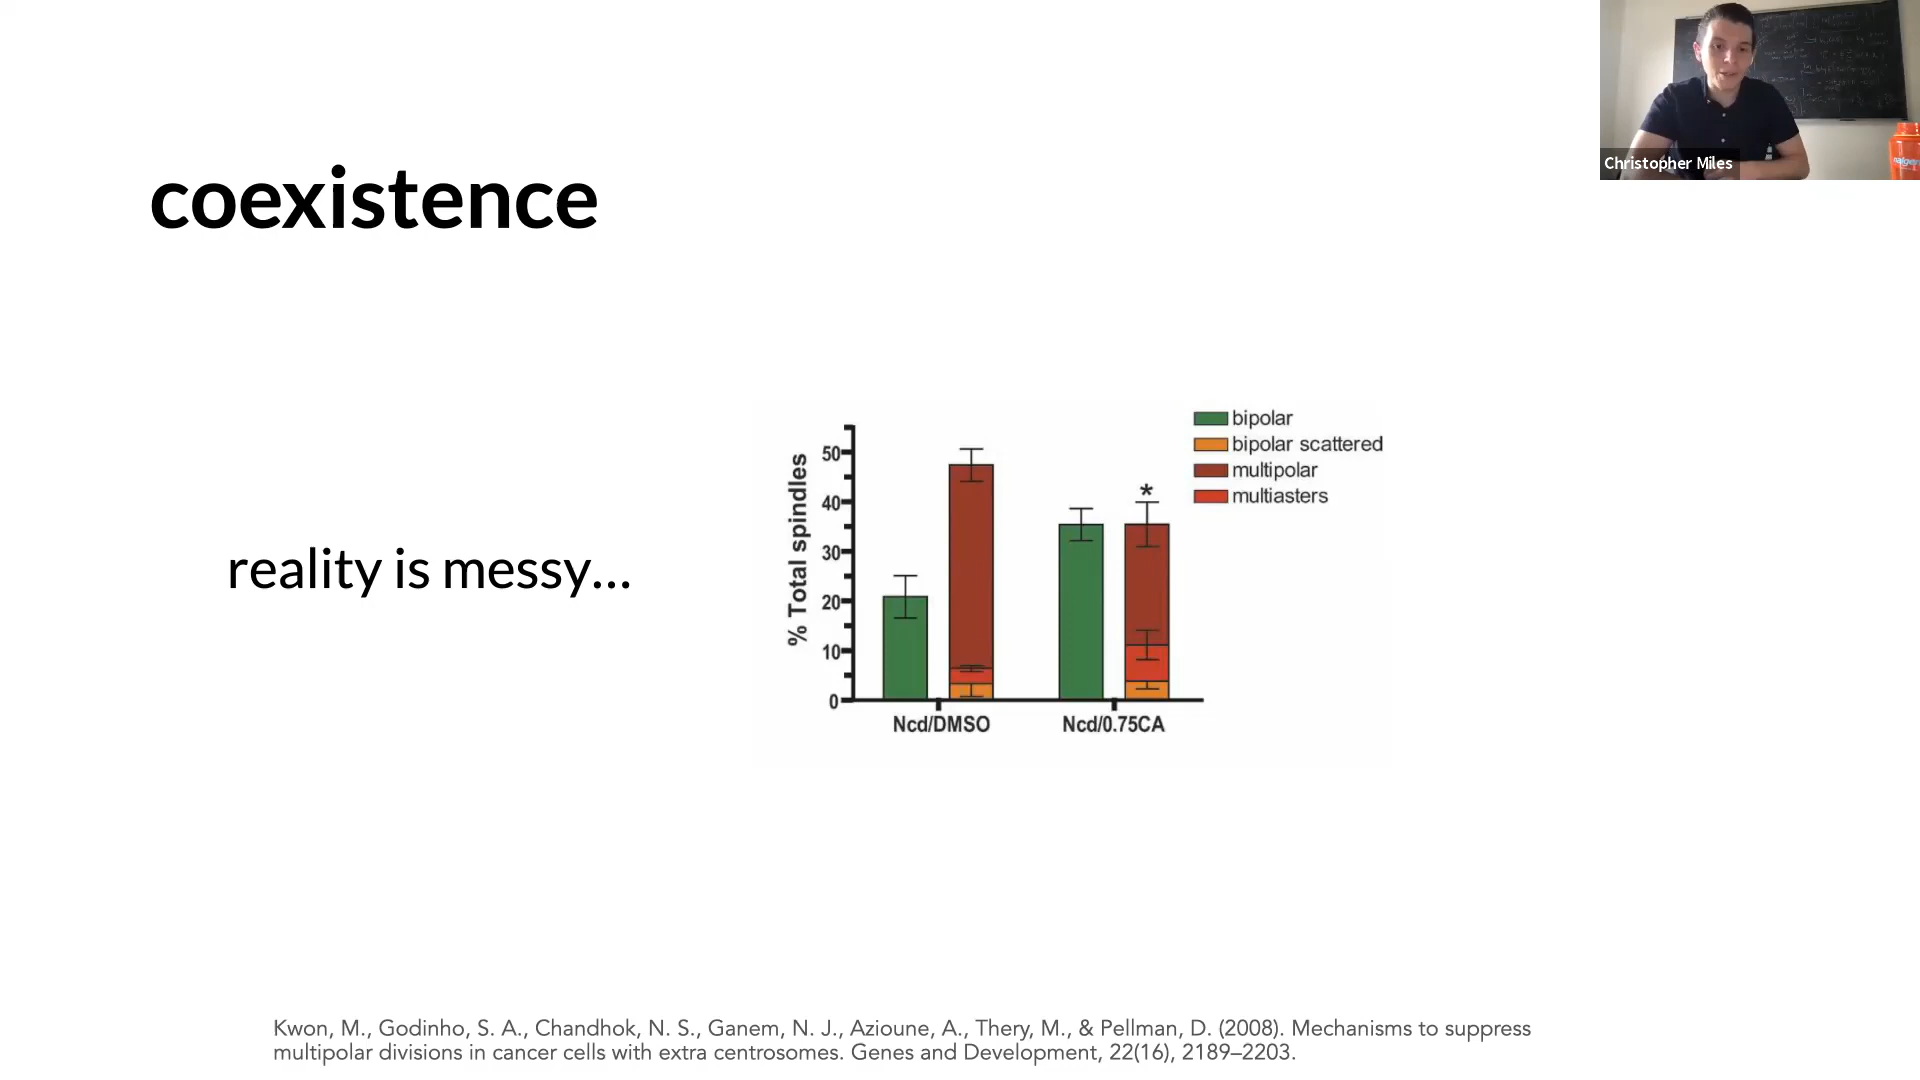 Christopher Miles
coexistence
reality is messy...
% Total spindles
50
40
30
20
10
0
*
bipolar
bipolar scattered
multipolar
multiasters
Ncd/DMSO
Ncd/0.75CA
Kwon, M., Godinho, S. A., Chandhok, N. S., Ganem, N. J., Azioune, A., Thery, M., & Pellman, D. (2008). Mechanisms to suppress
multipolar divisions in cancer cells with extra centrosomes. Genes and Development, 22(16), 2189–2203.